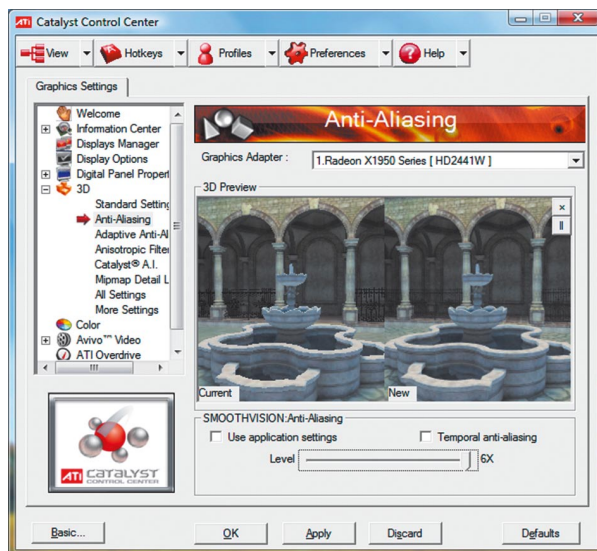 ATI Catalyst Control Center
View
Hotkeys
Profiles
Preferences
Help
Graphics Settings
Welcome
Information Center
Displays Manager
Display Options
Digital Panel Propert
3D
Standard Setting
Anti-Aliasing
Adaptive Anti-Al
Anisotropic Filter
Catalyst® A.I.
Mipmap Detail L
All Settings
More Settings
Color
Avivo™ Video
ATI Overdrive
ATI CATALYST
CONTROL CENTER
Anti-Aliasing
Graphics Adapter :
1.Radeon X1950 Series [ HD2441W ]
3D Preview
Current
New
SMOOTHVISION:Anti-Aliasing
Use application settings
Temporal anti-aliasing
Level
6X
Basic...
OK
Apply
Discard
Defaults